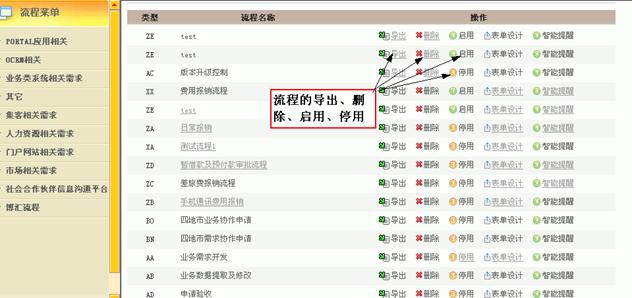 流程菜单
PORTAL应用相关
OCRM相关
业务类系统相关需求
其它
集客相关需求
人力资源相关需求
门户网站相关需求
市场相关需求
社会合作伙伴信息沟通平台
博汇流程
类型 流程名称 操作
ZE test 导出 删除 启用 表单设计 智能提醒
ZE test 导出 删除 启用 表单设计 智能提醒
AC 版本升级控制 导出 删除 停用 表单设计 智能提醒
XX 费用报销流程 导出 删除 启用 表单设计 智能提醒
流程的导出、删
除、启用、停用
ZE test 导出 删除 启用 表单设计 智能提醒
ZA 日常报销 导出 删除 停用 表单设计 智能提醒
XA 测试流程1 导出 删除 停用 表单设计 智能提醒
ZD 暂借款及预付款审批流程 导出 删除 停用 表单设计 智能提醒
ZC 差旅费报销流程 导出 删除 停用 表单设计 智能提醒
ZB 手机通讯费用报销 导出 删除 停用 表单设计 智能提醒
BO 四地市业务协作申请 导出 删除 停用 表单设计 智能提醒
BN 四地市需求协作申请 导出 删除 停用 表单设计 智能提醒
AA 业务需求开发 导出 删除 停用 表单设计 智能提醒
AB 业务数据提取及修改 导出 删除 停用 表单设计 智能提醒
AD 申请验收 导出 删除 停用 表单设计 智能提醒